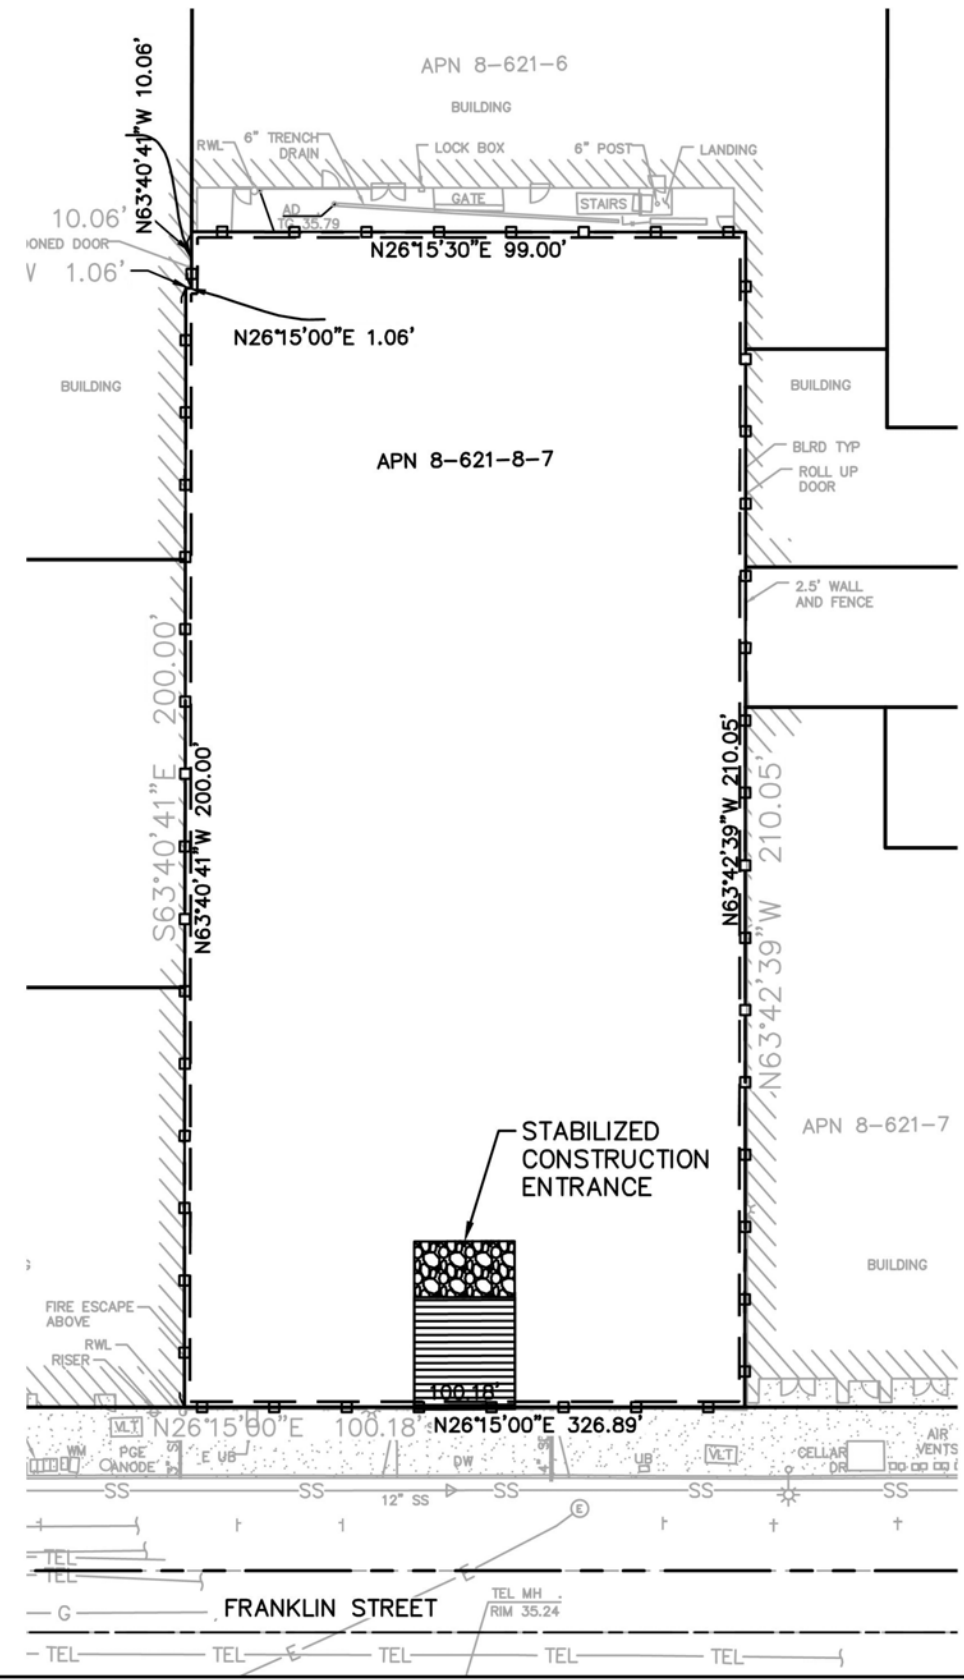 APN 8-621-6
BUILDING
N63°40'41"W 10.06'
RWL
6" TRENCH
DRAIN
LOCK BOX
6" POST
LANDING
GATE
STAIRS
AD
TG 35.79
10.06'
N26°15'30"E 99.00'
ONED DOOR
1.06'
N26°15'00"E 1.06'
BUILDING
BUILDING
APN 8-621-8-7
BLRD TYP
ROLL UP
DOOR
2.5' WALL
AND FENCE
S63°40'41"E 200.00'
N63°40'41"W 200.00'
N63°42'39"W 210.05'
N63°42'39"W 210.05'
STABILIZED
CONSTRUCTION
ENTRANCE
APN 8-621-7
BUILDING
FIRE ESCAPE
ABOVE
RWL
RISER
100.18'
N26°15'00"E 100.18'
N26°15'00"E 326.89'
VLT
WM
PGE
ANODE
E UB
DW
UB
VLT
CELLAR
DR
AIR
VENTS
SS
SS
12" SS
SS
SS
SS
E
TEL
TEL
E
G
FRANKLIN STREET
TEL MH
RIM 35.24
TEL
TEL
E
TEL
TEL
TEL